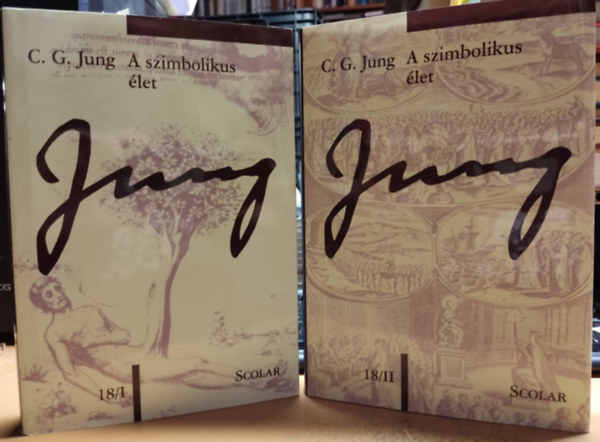 C. G. Jung A szimbolikus
élet
Jung
18/I
SCOLAR
C. G. Jung A szimbolikus
élet
Jung
18/II
SCOLAR